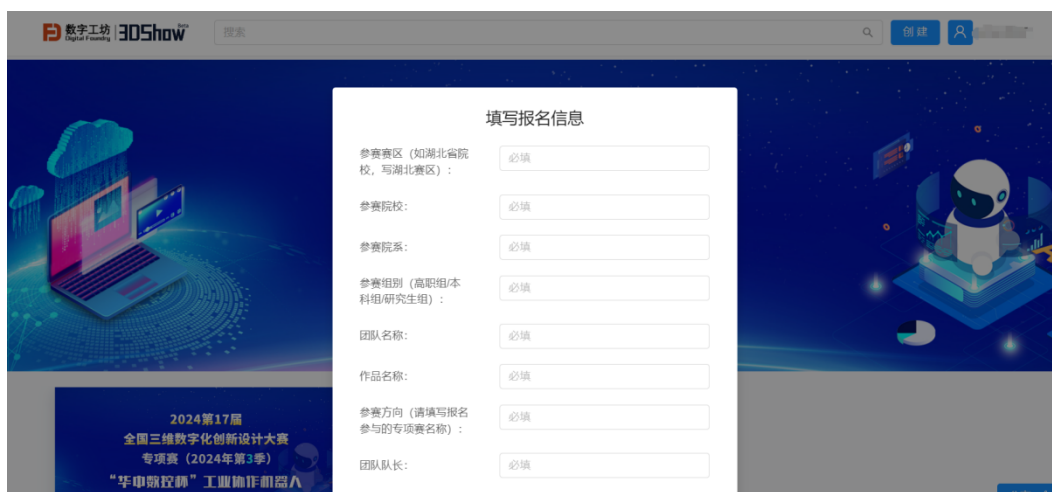 数字工坊
Digital Foundry
3DShow
Beta
搜索
创建
填写报名信息
参赛赛区（如湖北省院
校，写湖北赛区）：
必填
参赛院校：
必填
参赛院系：
必填
参赛组别（高职组/本
科组/研究生组）：
必填
团队名称：
必填
作品名称：
必填
参赛方向（请填写报名
参与的专项赛名称）：
必填
团队队长：
必填
2024第17届
全国三维数字化创新设计大赛
专项赛（2024年第3季）
“华中数控杯”工业协作机器人